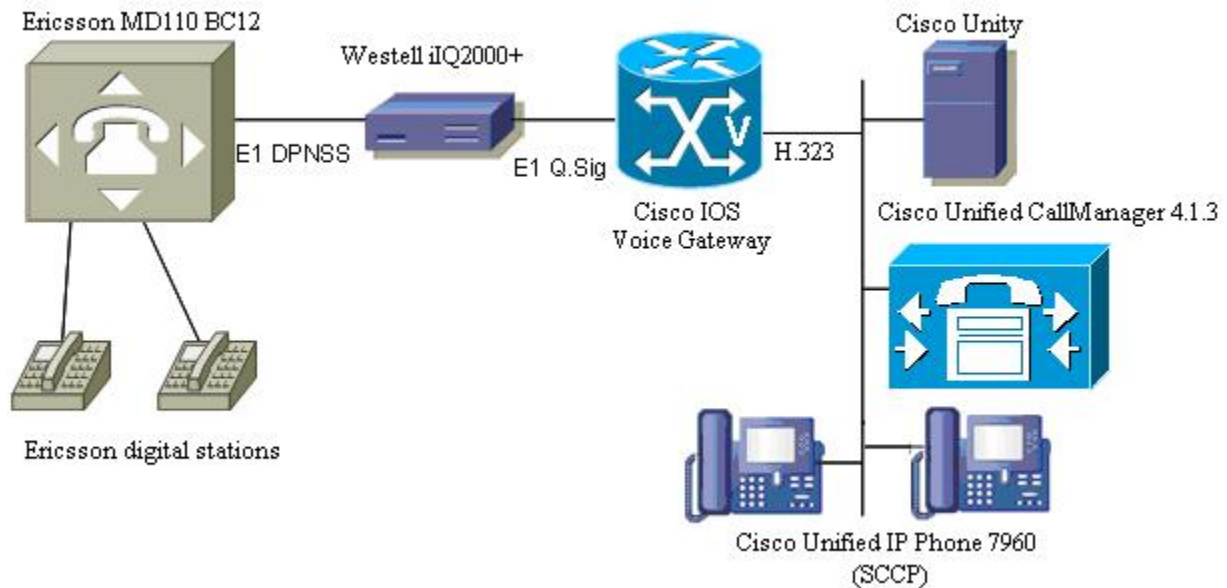 Ericsson MD110 BC12
Westell iIQ2000+
Cisco Unity
E1 DPNSS
E1 Q.Sig
V
H.323
Cisco IOS
Voice Gateway
Cisco Unified CallManager 4.1.3
Ericsson digital stations
Cisco Unified IP Phone 7960
(SCCP)